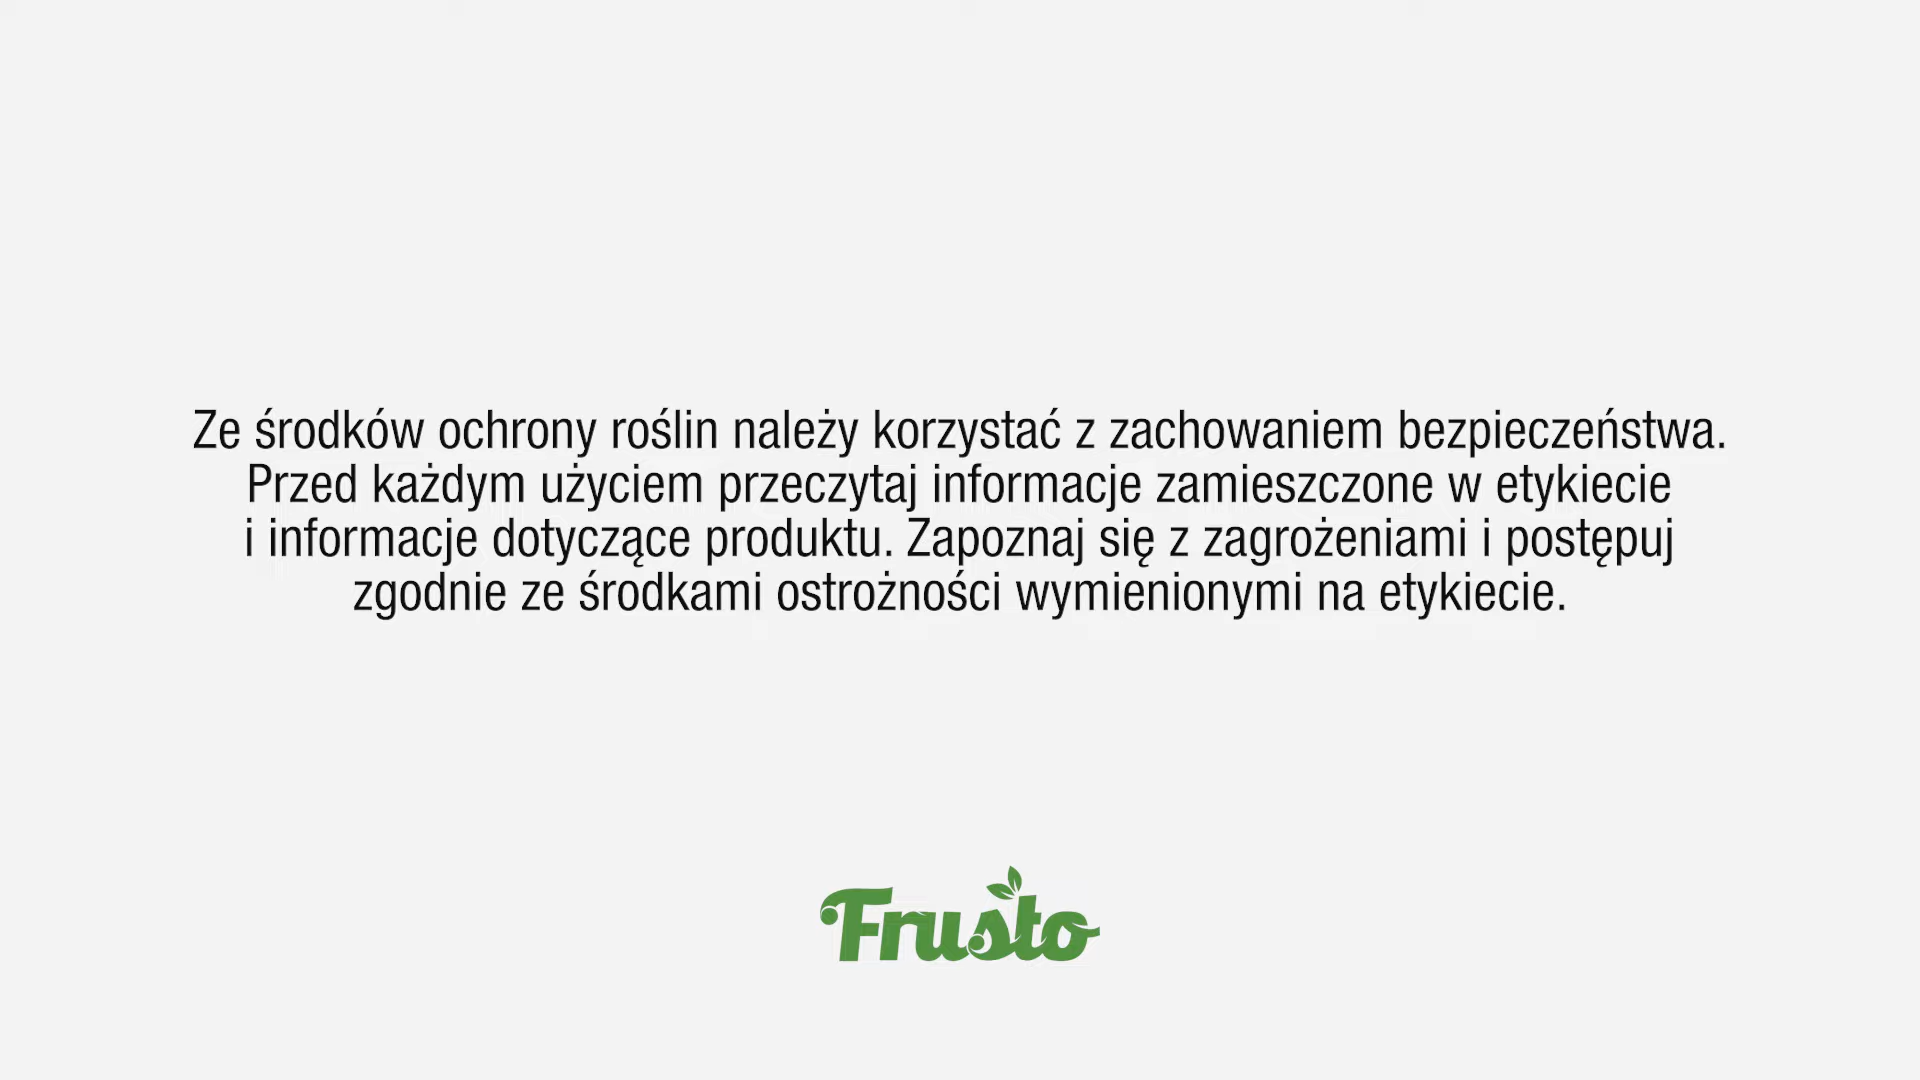 Ze środków ochrony roślin należy korzystać z zachowaniem bezpieczeństwa.
Przed każdym użyciem przeczytaj informacje zamieszczone w etykiecie
i informacje dotyczące produktu. Zapoznaj się z zagrożeniami i postępuj
zgodnie ze środkami ostrożności wymienionymi na etykiecie.
Frusto